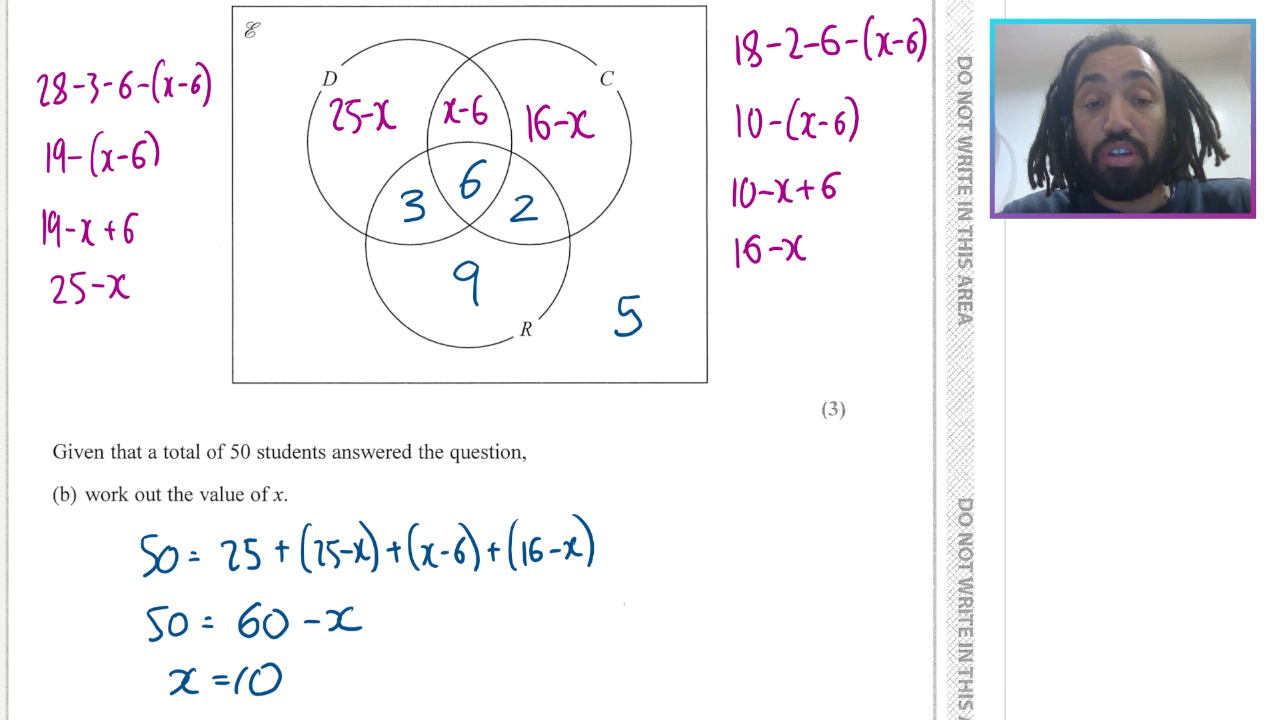 28-3-6-(x-6)
19-(x-6)
19-x+6
25-x
ℰ
D
C
R
25-x
x-6
16-x
3
6
2
9
5
18-2-6-(x-6)
10-(x-6)
10-x+6
16-x
(3)
Given that a total of 50 students answered the question,
(b) work out the value of x.
50 = 25 + (25-x) + (x-6) + (16-x)
50 = 60 - x
x = 10
DO NOT WRITE IN THIS AREA
DO NOT WRITE IN THIS